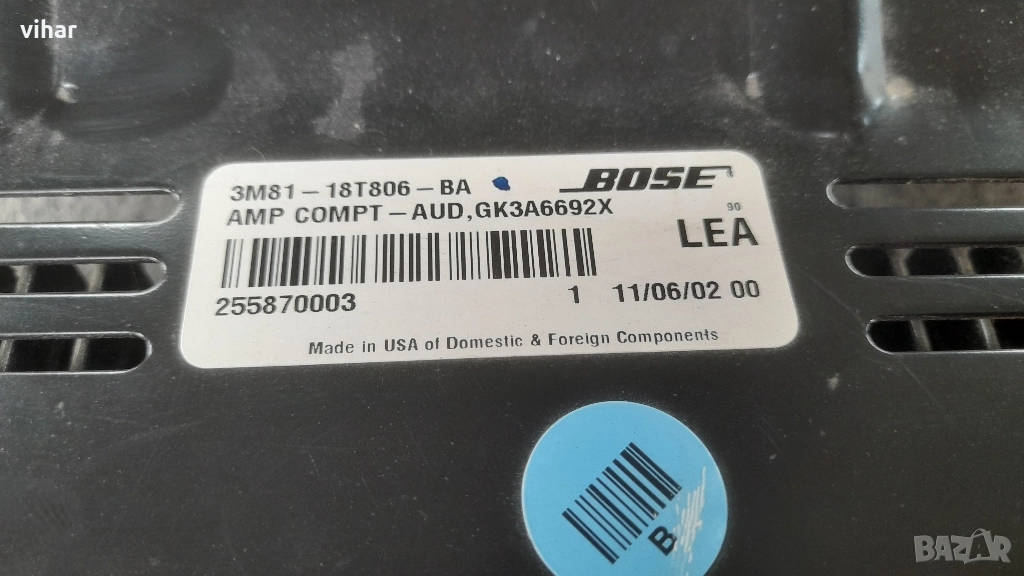 vihar
3M81-18T806-BA BOSE
AMP COMPT-AUD,GK3A6692X 90
LEA
255870003 1 11/06/02 00
Made in USA of Domestic & Foreign Components
B
BAZAR